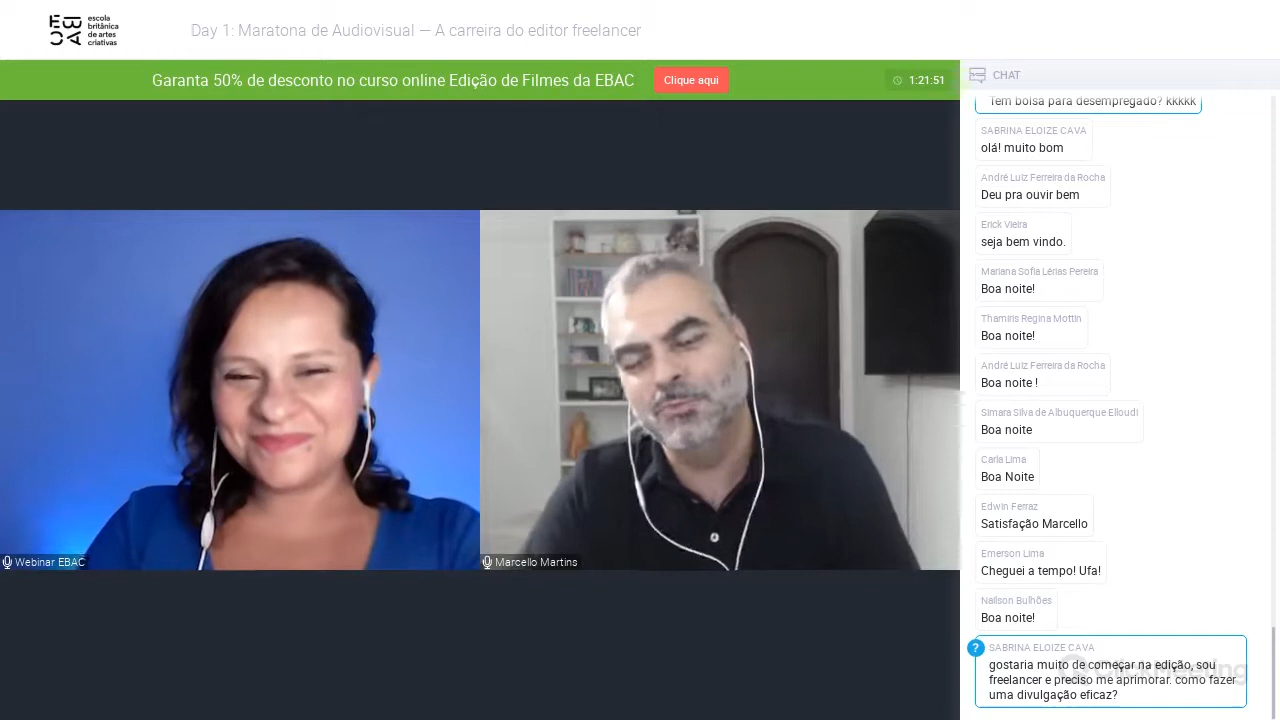 EBAC
escola
britânica
de artes
criativas
Day 1: Maratona de Audiovisual — A carreira do editor freelancer
Garanta 50% de desconto no curso online Edição de Filmes da EBAC
Clique aqui
1:21:51
CHAT
Tem bolsa para desempregado? kkkkk
SABRINA ELOIZE CAVA
olá! muito bom
André Luiz Ferreira da Rocha
Deu pra ouvir bem
Erick Vieira
seja bem vindo.
Mariana Sofia Lérias Pereira
Boa noite!
Thamiris Regina Mottin
Boa noite!
André Luiz Ferreira da Rocha
Boa noite !
Simara Silva de Albuquerque Elloudi
Boa noite
Carla Lima
Boa Noite
Edwin Ferraz
Satisfação Marcello
Emerson Lima
Cheguei a tempo! Ufa!
Nailson Bulhões
Boa noite!
?
SABRINA ELOIZE CAVA
gostaria muito de começar na edição, sou
freelancer e preciso me aprimorar. como fazer
uma divulgação eficaz?
ClickMeeting
Webinar EBAC
Marcello Martins